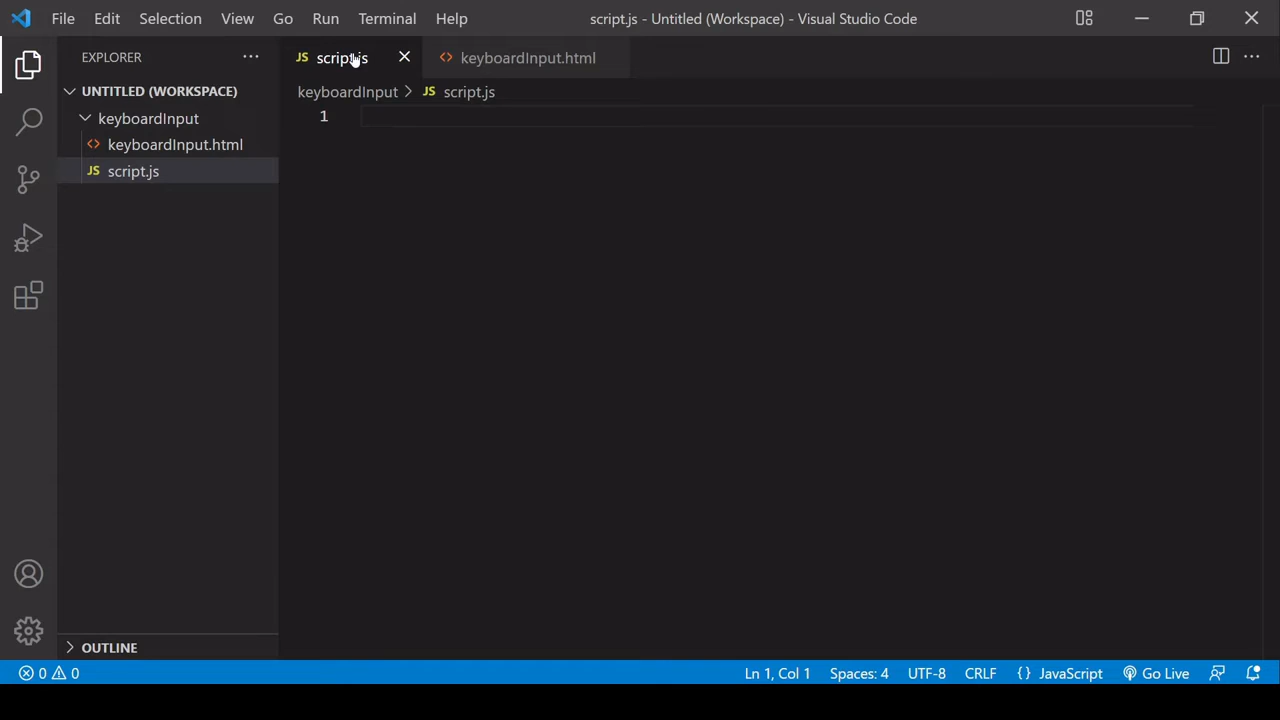 File Edit Selection View Go Run Terminal Help script.js - Untitled (Workspace) - Visual Studio Code
EXPLORER
UNTITLED (WORKSPACE)
keyboardInput
<> keyboardInput.html
JS script.js
OUTLINE
JS script.js <> keyboardInput.html
keyboardInput > JS script.js
1
0 0 Ln 1, Col 1 Spaces: 4 UTF-8 CRLF {} JavaScript Go Live